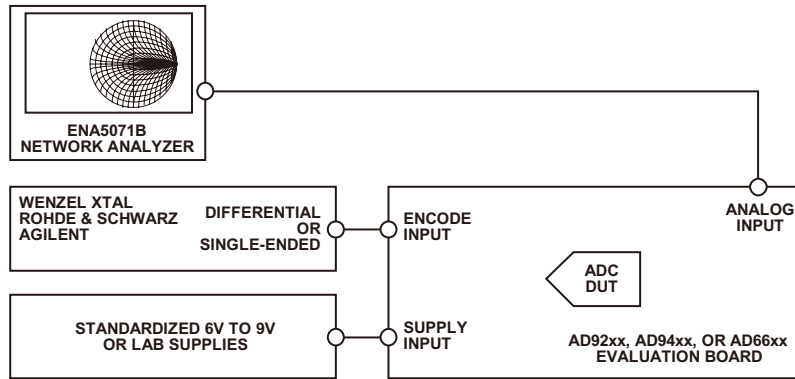 ENA5071B
NETWORK ANALYZER
WENZEL XTAL
ROHDE & SCHWARZ
AGILENT
DIFFERENTIAL
OR
SINGLE-ENDED
ENCODE
INPUT
ANALOG
INPUT
ADC
DUT
STANDARDIZED 6V TO 9V
OR LAB SUPPLIES
SUPPLY
INPUT
AD92xx, AD94xx, OR AD66xx
EVALUATION BOARD